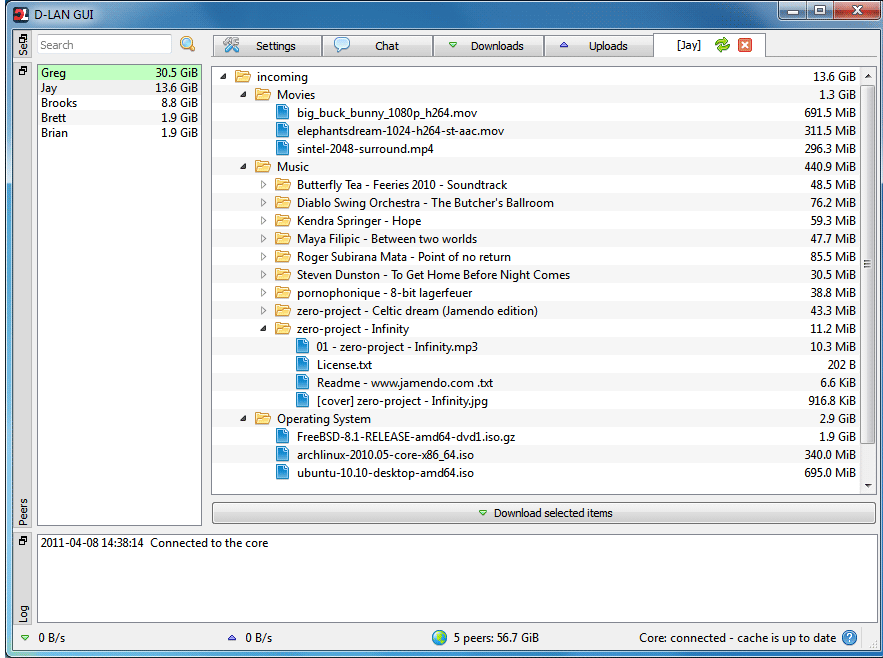 D-LAN GUI
Search
Settings
Chat
Downloads
Uploads
[Jay]
Greg 30.5 GiB
Jay 13.6 GiB
Brooks 8.8 GiB
Brett 1.9 GiB
Brian 1.9 GiB
Peers
incoming 13.6 GiB
Movies 1.3 GiB
big_buck_bunny_1080p_h264.mov 691.5 MiB
elephantsdream-1024-h264-st-aac.mov 311.5 MiB
sintel-2048-surround.mp4 296.3 MiB
Music 440.9 MiB
Butterfly Tea - Feeries 2010 - Soundtrack 48.5 MiB
Diablo Swing Orchestra - The Butcher's Ballroom 76.2 MiB
Kendra Springer - Hope 59.3 MiB
Maya Filipic - Between two worlds 47.7 MiB
Roger Subirana Mata - Point of no return 85.5 MiB
Steven Dunston - To Get Home Before Night Comes 30.5 MiB
pornophonique - 8-bit lagerfeuer 38.8 MiB
zero-project - Celtic dream (Jamendo edition) 43.3 MiB
zero-project - Infinity 11.2 MiB
01 - zero-project - Infinity.mp3 10.3 MiB
License.txt 202 B
Readme - www.jamendo.com .txt 6.6 KiB
[cover] zero-project - Infinity.jpg 916.8 KiB
Operating System 2.9 GiB
FreeBSD-8.1-RELEASE-amd64-dvd1.iso.gz 1.9 GiB
archlinux-2010.05-core-x86_64.iso 340.0 MiB
ubuntu-10.10-desktop-amd64.iso 695.0 MiB
Download selected items
Log
2011-04-08 14:38:14 Connected to the core
0 B/s
0 B/s
5 peers: 56.7 GiB
Core: connected - cache is up to date